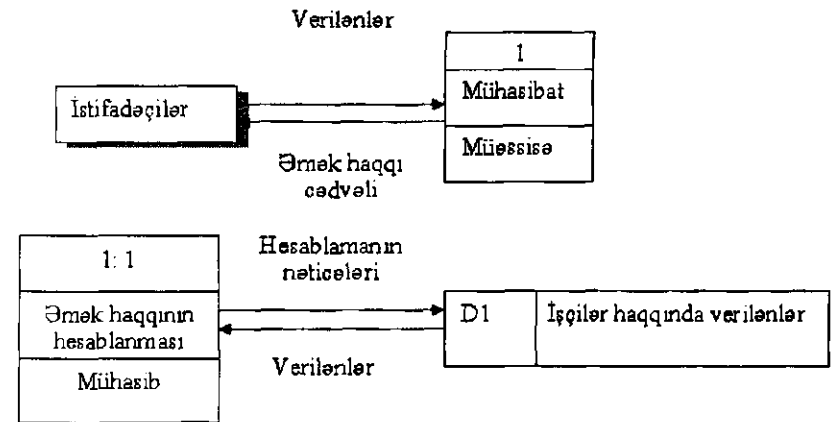 Verilənlər
1
İstifadəçilər
Mühasibat
Müəssisə
Əmək haqqı
cədvəli
1: 1
Hesablamanın
nəticələri
Əmək haqqının
hesablanması
D1
İşçilər haqqında verilənlər
Verilənlər
Mühasib